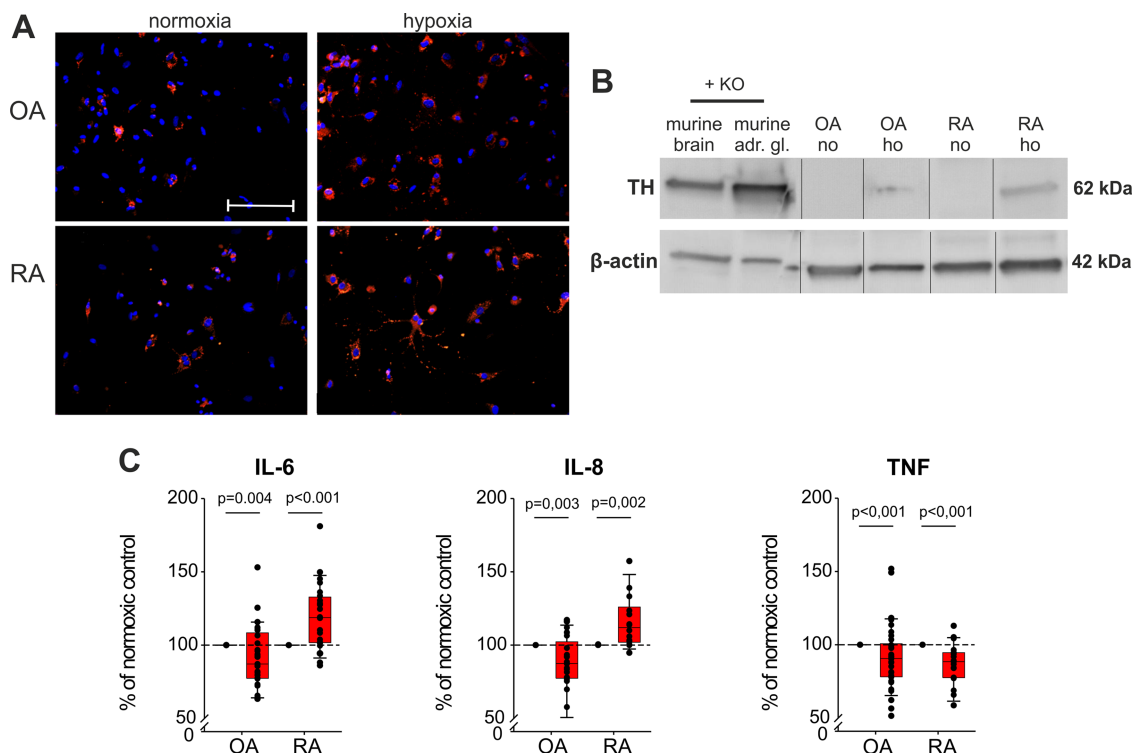 A
normoxia hypoxia
OA
RA
B
+ KO
murine murine OA OA RA RA
brain adr. gl. no ho no ho
TH 62 kDa
β-actin 42 kDa
C
IL-6
% of normoxic control
200
150
100
50
0
p=0.004 p<0.001
OA RA
IL-8
% of normoxic control
200
150
100
50
0
p=0,003 p=0,002
OA RA
TNF
% of normoxic control
200
150
100
50
0
p<0,001 p<0,001
OA RA